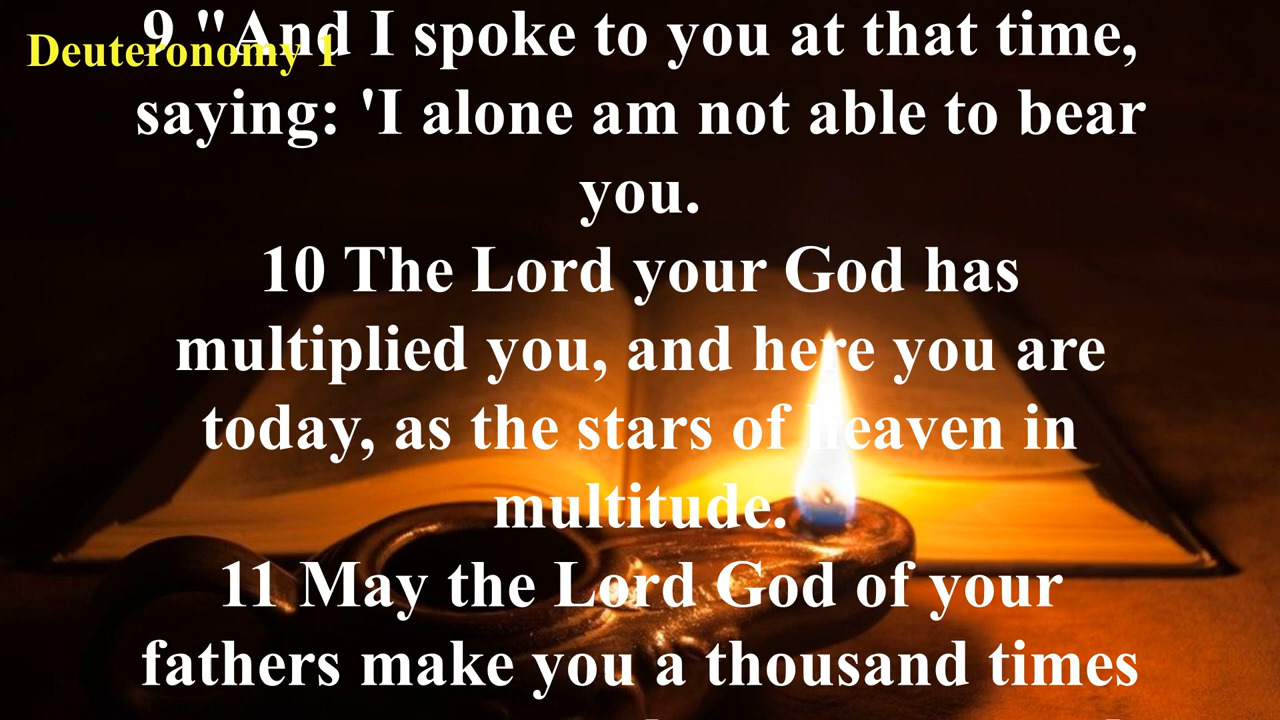 Deuteronomy 1
9 "And I spoke to you at that time,
saying: 'I alone am not able to bear
you.
10 The Lord your God has
multiplied you, and here you are
today, as the stars of heaven in
multitude.
11 May the Lord God of your
fathers make you a thousand times